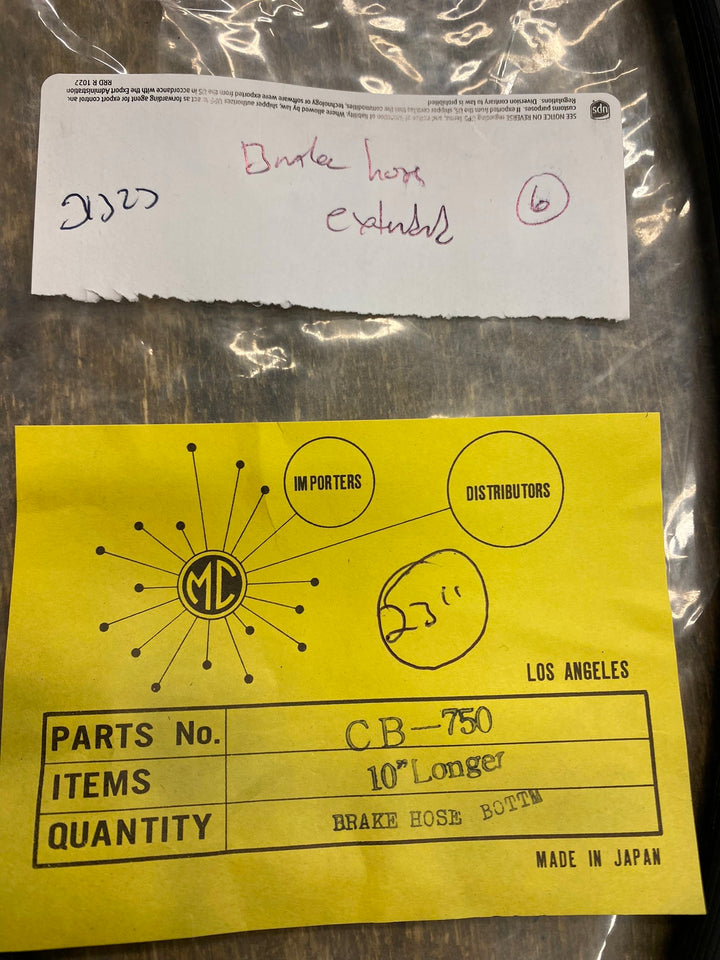 RRD R 1027
SEE NOTICE ON REVERSE regarding UPS Terms, and notice of limitation of liability. Where allowed by law, shipper authorizes UPS to act as forwarding agent for export control and
customs purposes. If exported from the US, shipper certifies that the commodities, technology or software were exported from the US in accordance with the Export Administration
Regulations. Diversion contrary to law is prohibited.
ups
Brake hose
extended
6
IMPORTERS
DISTRIBUTORS
MC
23"
LOS ANGELES
PARTS No. CB-750
ITEMS 10" Longer
QUANTITY BRAKE HOSE BOTTM
MADE IN JAPAN